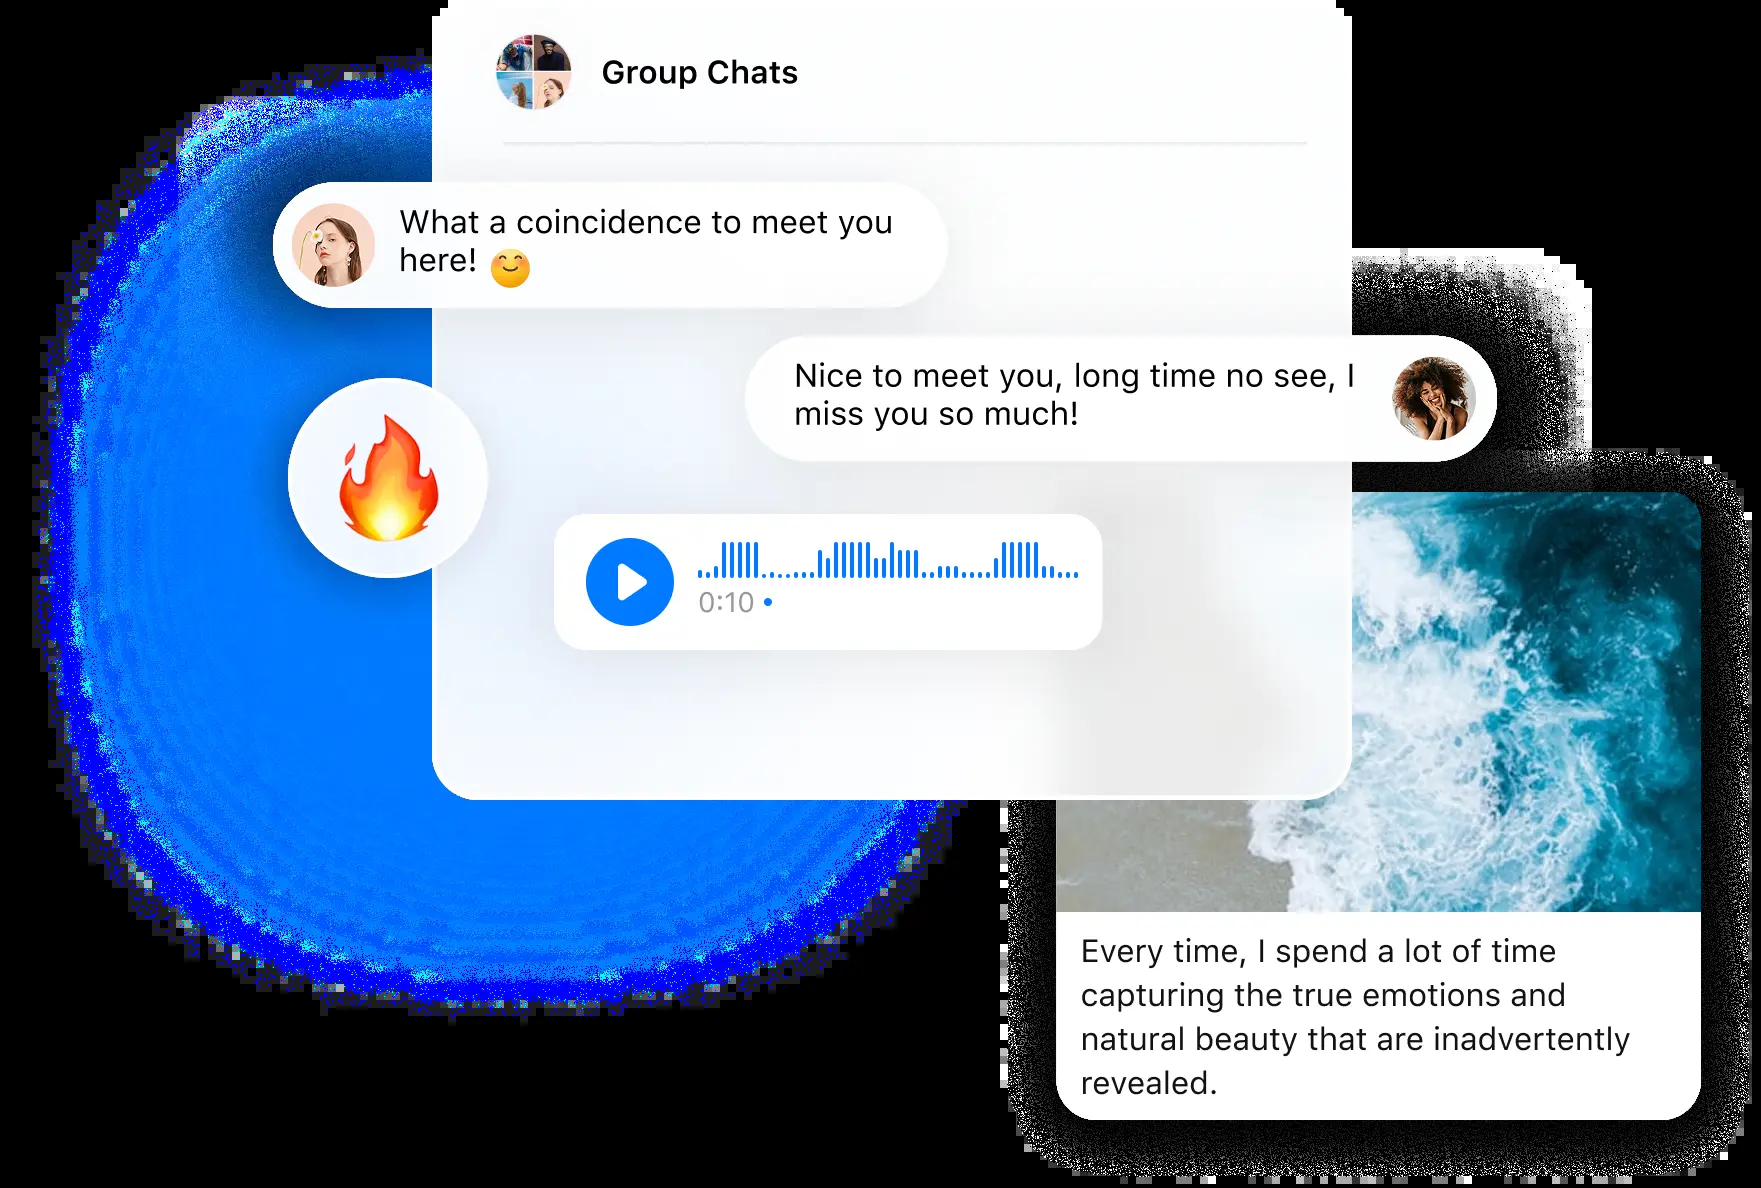 Group Chats
What a coincidence to meet you
here! 😊
Nice to meet you, long time no see, I
miss you so much!
0:10
Every time, I spend a lot of time
capturing the true emotions and
natural beauty that are inadvertently
revealed.